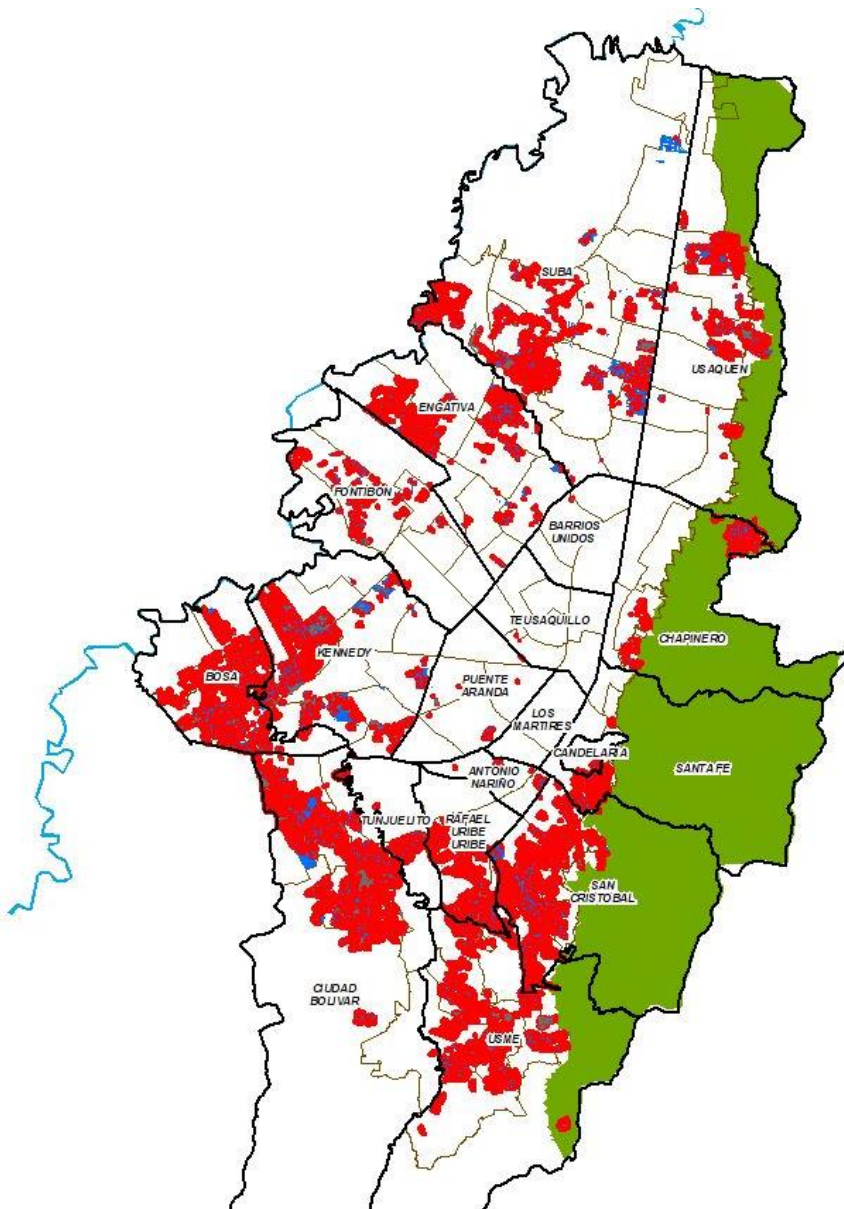 SUBA
USAQUEN
ENGATIVA
FONTIBON
BARRIOS
UNIDOS
TEUSAQUILLO
CHAPINERO
KENNEDY
BOSA
PUENTE
ARANDA
LOS
MARTIRES
CANDELARIA
SANTAFE
ANTONIO
NARIÑO
TUNJUELITO
RAFAEL
URIBE
URIBE
SAN
CRISTOBAL
CIUDAD
BOLIVAR
USME